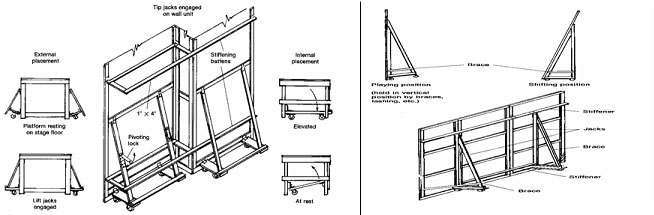 Tip jacks engaged
on wall unit
External
placement
Stiffening
battens
Internal
placement
1" × 4"
Platform resting
on stage floor
Elevated
Pivoting
lock
Lift jacks
engaged
At rest
Brace
Playing position
(hold in vertical
position by braces,
lashing, etc.)
Shifting position
Stiffener
Jacks
Brace
Stiffener
Brace